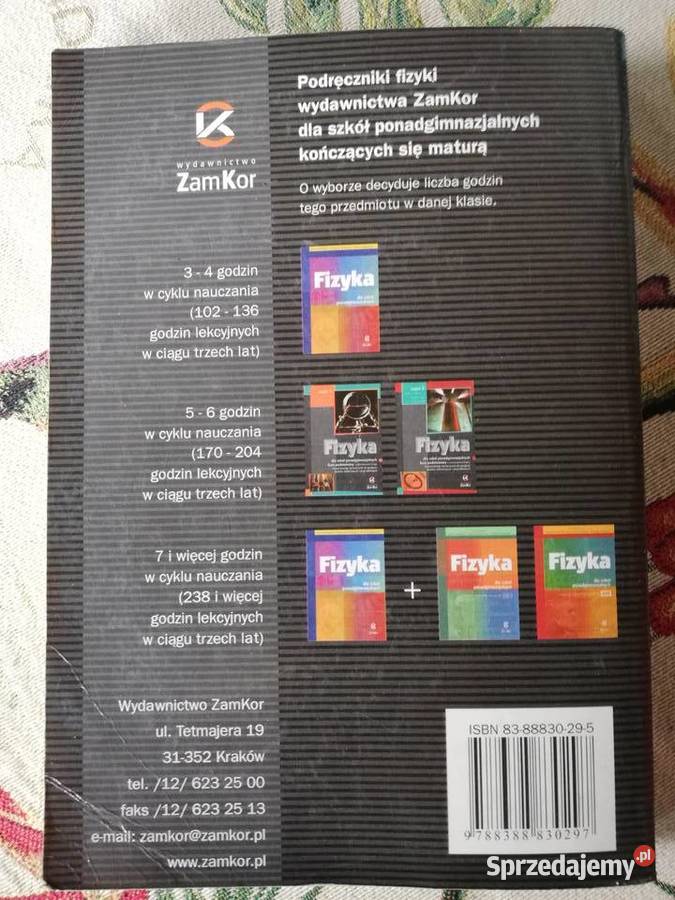 Podręczniki fizyki
wydawnictwa ZamKor
dla szkół ponadgimnazjalnych
kończących się maturą
O wyborze decyduje liczba godzin
tego przedmiotu w danej klasie.
wydawnictwo
ZamKor
3 - 4 godzin
w cyklu nauczania
(102 - 136
godzin lekcyjnych
w ciągu trzech lat)
Fizyka
5 - 6 godzin
w cyklu nauczania
(170 - 204
godzin lekcyjnych
w ciągu trzech lat)
Fizyka
Fizyka
7 i więcej godzin
w cyklu nauczania
(238 i więcej
godzin lekcyjnych
w ciągu trzech lat)
Fizyka
+
Fizyka
Fizyka
Wydawnictwo ZamKor
ul. Tetmajera 19
31-352 Kraków
tel. /12/ 623 25 00
faks /12/ 623 25 13
e-mail: zamkor@zamkor.pl
www.zamkor.pl
ISBN 83-88830-29-5
9 788388 830297
Sprzedajemy.pl